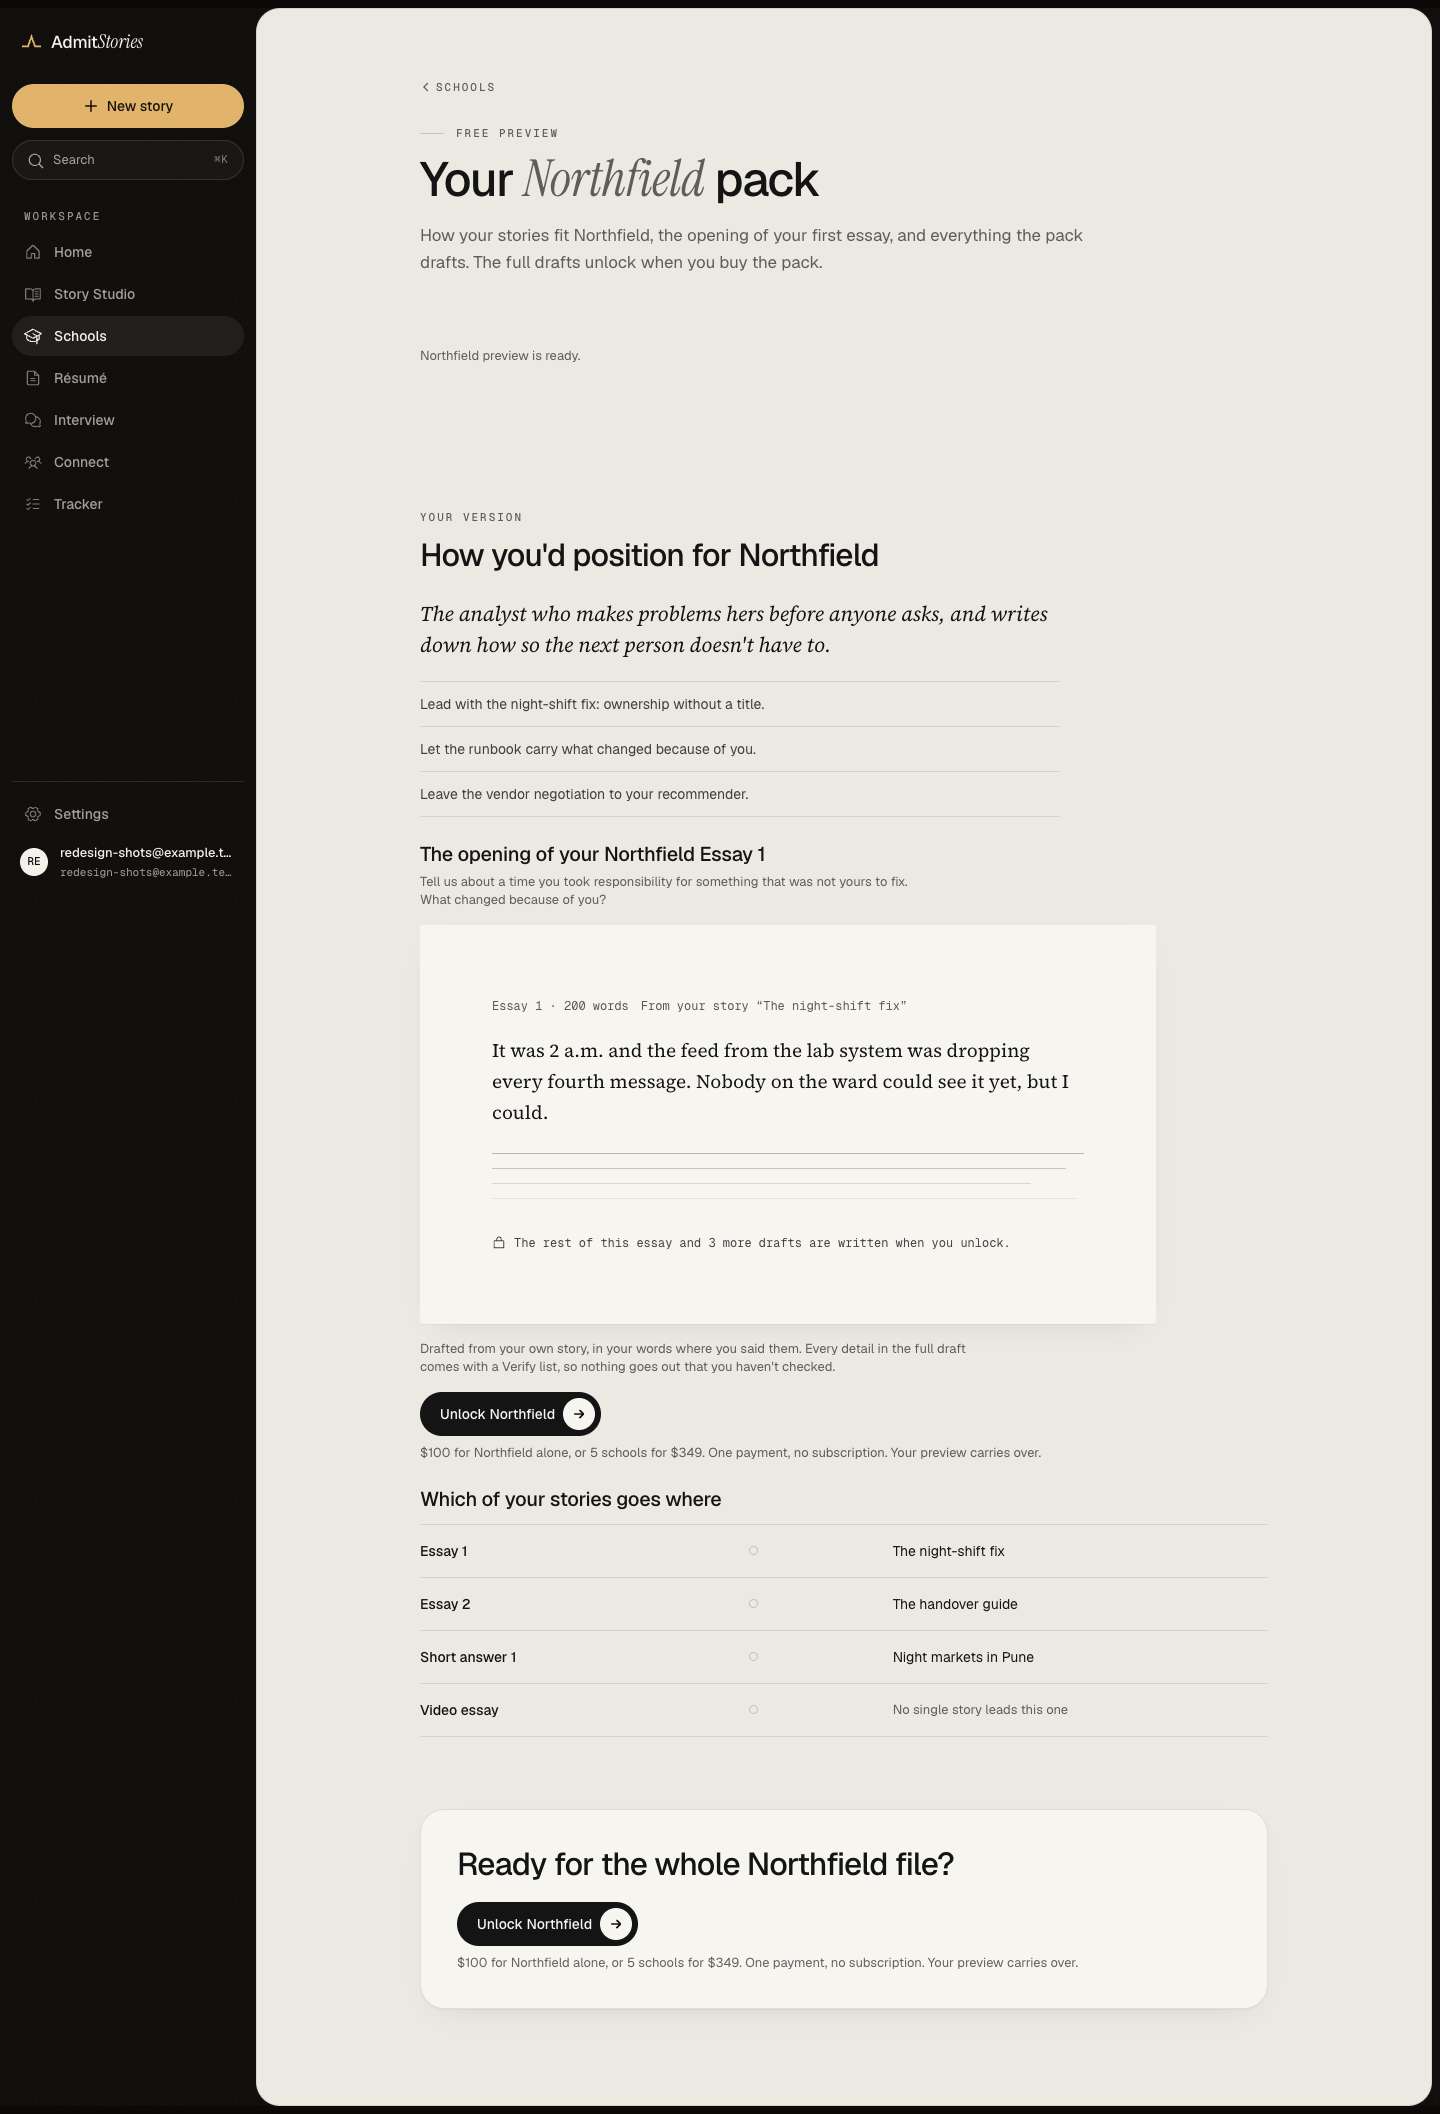 AdmitStories
New story
Search ⌘K
WORKSPACE
Home
Story Studio
Schools
Résumé
Interview
Connect
Tracker
Settings
RE
redesign-shots@example.t…
redesign-shots@example.te…
SCHOOLS
FREE PREVIEW
Your Northfield pack
How your stories fit Northfield, the opening of your first essay, and everything the pack
drafts. The full drafts unlock when you buy the pack.
Northfield preview is ready.
YOUR VERSION
How you'd position for Northfield
The analyst who makes problems hers before anyone asks, and writes
down how so the next person doesn't have to.
Lead with the night-shift fix: ownership without a title.
Let the runbook carry what changed because of you.
Leave the vendor negotiation to your recommender.
The opening of your Northfield Essay 1
Tell us about a time you took responsibility for something that was not yours to fix.
What changed because of you?
Essay 1 · 200 words From your story “The night-shift fix”
It was 2 a.m. and the feed from the lab system was dropping
every fourth message. Nobody on the ward could see it yet, but I
could.
The rest of this essay and 3 more drafts are written when you unlock.
Drafted from your own story, in your words where you said them. Every detail in the full draft
comes with a Verify list, so nothing goes out that you haven't checked.
Unlock Northfield
$100 for Northfield alone, or 5 schools for $349. One payment, no subscription. Your preview carries over.
Which of your stories goes where
Essay 1 The night-shift fix
Essay 2 The handover guide
Short answer 1 Night markets in Pune
Video essay No single story leads this one
Ready for the whole Northfield file?
Unlock Northfield
$100 for Northfield alone, or 5 schools for $349. One payment, no subscription. Your preview carries over.